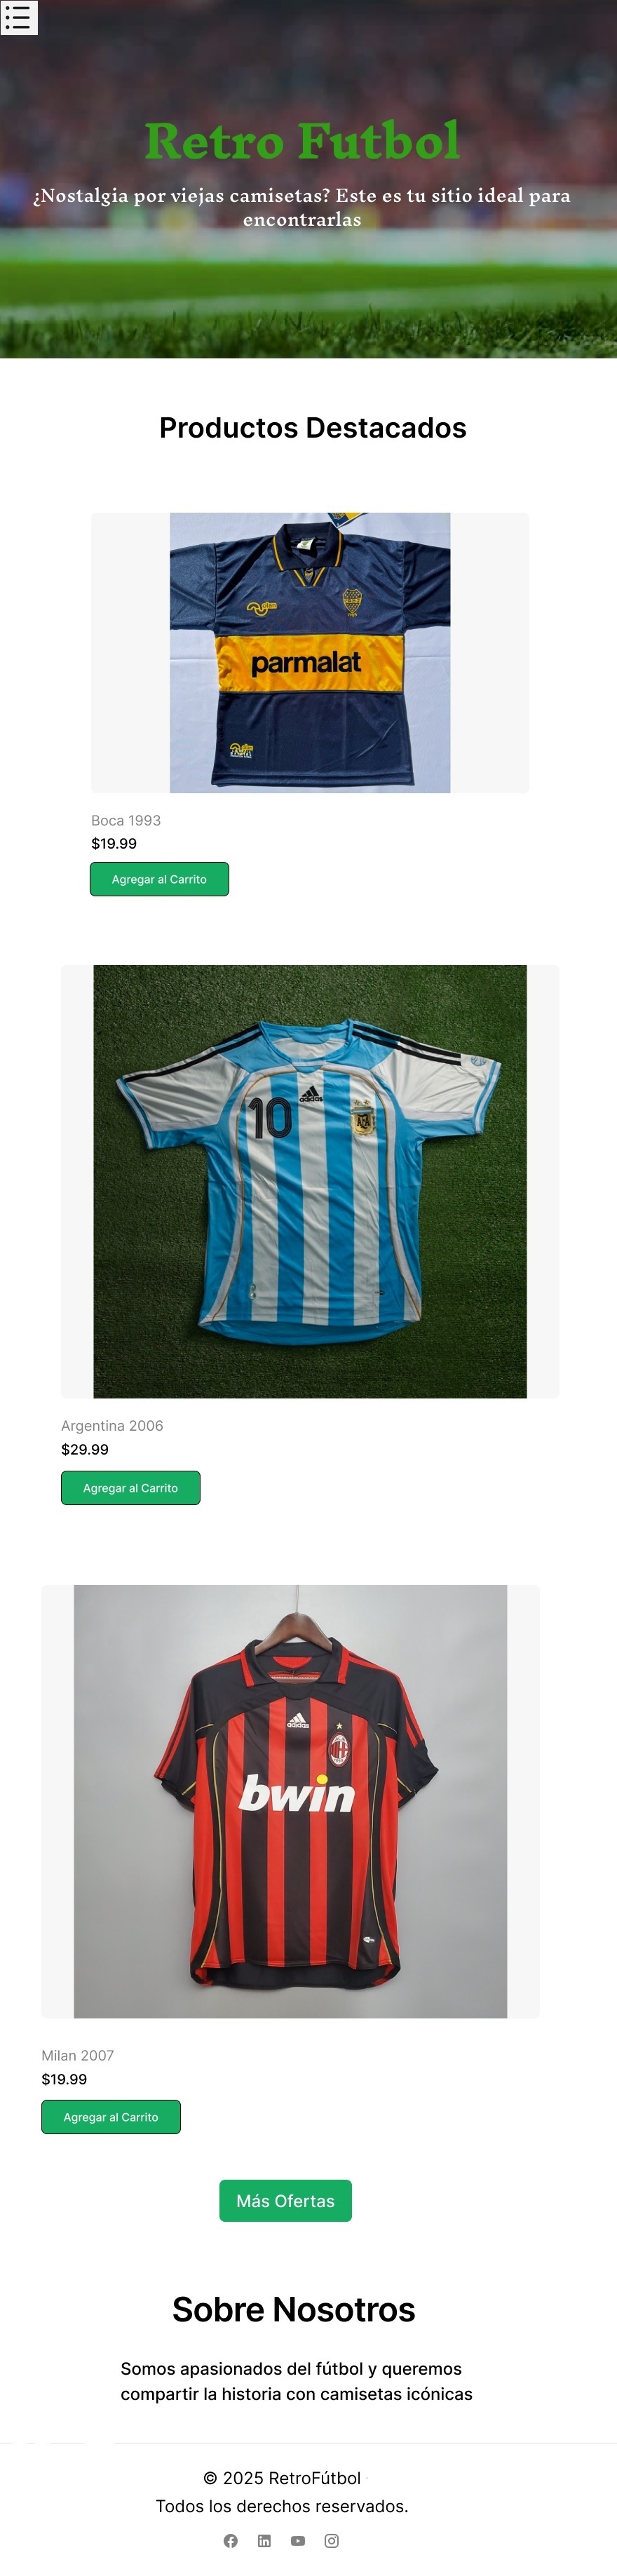 Retro Futbol
¿Nostalgia por viejas camisetas? Este es tu sitio ideal para
encontrarlas
Productos Destacados
parmalat
Boca 1993
$19.99
Agregar al Carrito
10
adidas
AFA
Argentina 2006
$29.99
Agregar al Carrito
adidas
bwin
Milan 2007
$19.99
Agregar al Carrito
Más Ofertas
Sobre Nosotros
Somos apasionados del fútbol y queremos
compartir la historia con camisetas icónicas
© 2025 RetroFútbol
Todos los derechos reservados.